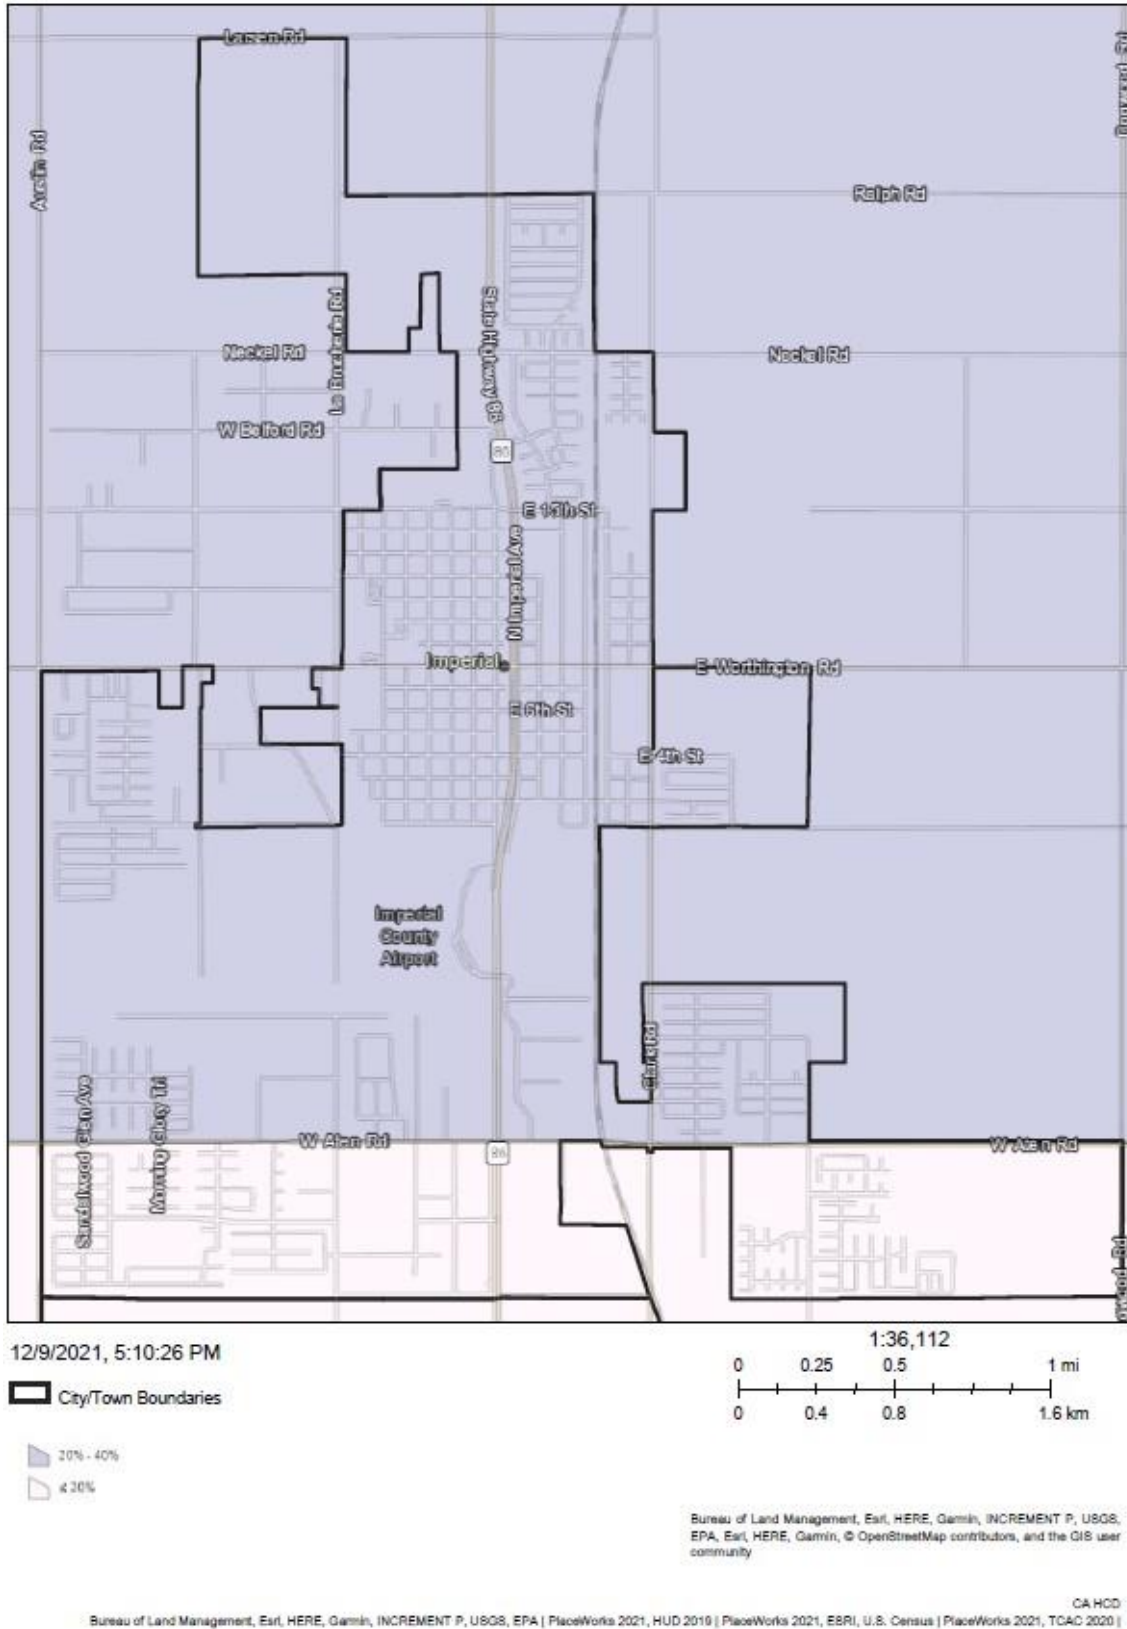 Larsen Rd
Austin Rd
Dogwood Rd
Ralph Rd
La Brucherie Rd
State Highway 86
Neckel Rd
Neckel Rd
W Belford Rd
86
E 15th St
N Imperial Ave
Imperial
E Worthington Rd
E 6th St
E 4th St
Imperial
County
Airport
Clark Rd
Sandalwood Glen Ave
Morning Glory Trl
W Aten Rd
86
W Aten Rd
wood Rd
12/9/2021, 5:10:26 PM
1:36,112
0 0.25 0.5 1 mi
0 0.4 0.8 1.6 km
City/Town Boundaries
20% - 40%
≤ 20%
Bureau of Land Management, Esri, HERE, Garmin, INCREMENT P, USGS,
EPA, Esri, HERE, Garmin, © OpenStreetMap contributors, and the GIS user
community
CA HCD
Bureau of Land Management, Esri, HERE, Garmin, INCREMENT P, USGS, EPA | PlaceWorks 2021, HUD 2019 | PlaceWorks 2021, ESRI, U.S. Census | PlaceWorks 2021, TCAC 2020 |